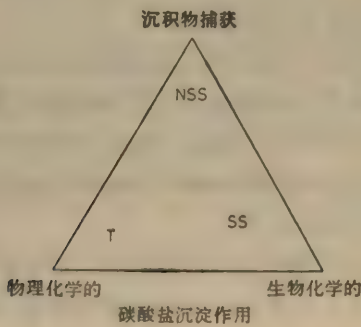 沉积物捕获
NSS
T
SS
物理化学的
生物化学的
碳酸盐沉淀作用